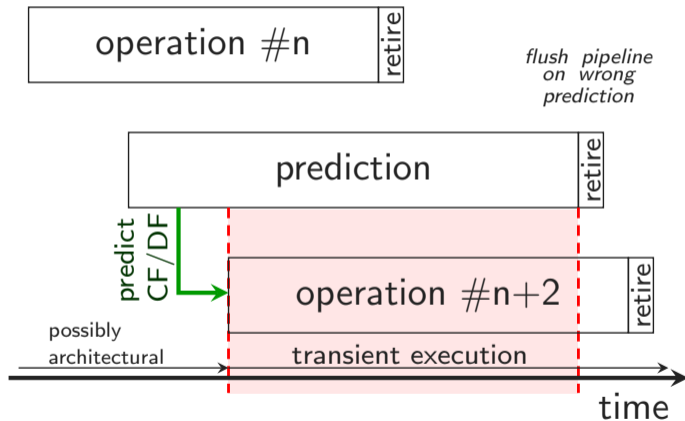 operation #n
retire
flush pipeline
on wrong
prediction
prediction
retire
predict
CF/DF
operation #n+2
retire
possibly
architectural
transient execution
time